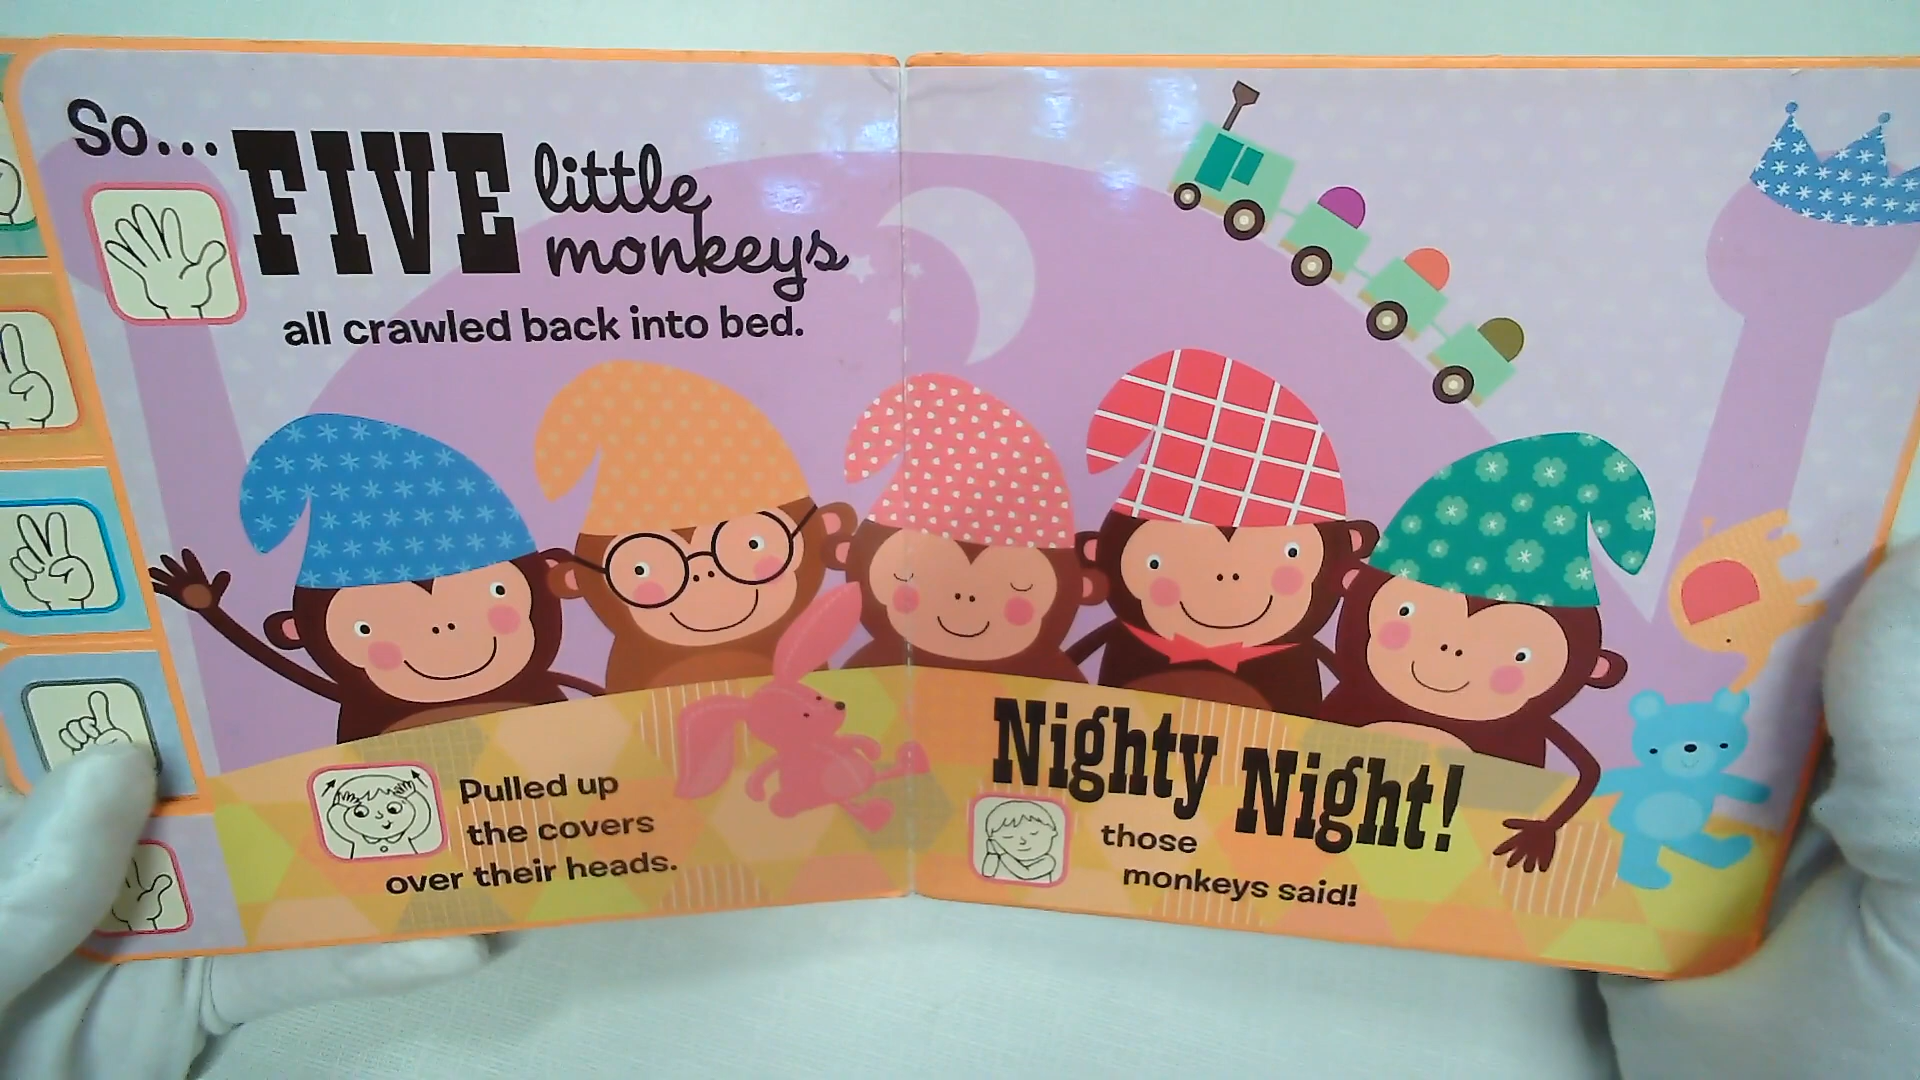 So... FIVE little
monkeys
all crawled back into bed.
Pulled up
the covers
over their heads.
Nighty Night!
those
monkeys said!